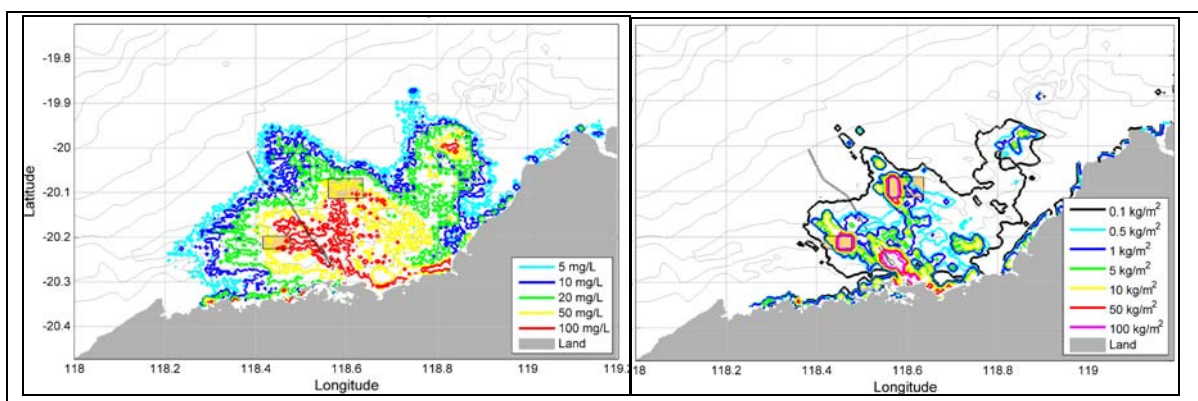 -19.8
-19.9
-20
-20.1
-20.2
-20.3
-20.4
Latitude
5 mg/L
10 mg/L
20 mg/L
50 mg/L
100 mg/L
Land
118 118.2 118.4 118.6 118.8 119 119.2
Longitude
0.1 kg/m²
0.5 kg/m²
1 kg/m²
5 kg/m²
10 kg/m²
50 kg/m²
100 kg/m²
Land
18 118.2 118.4 118.6 118.8 119
Longitude